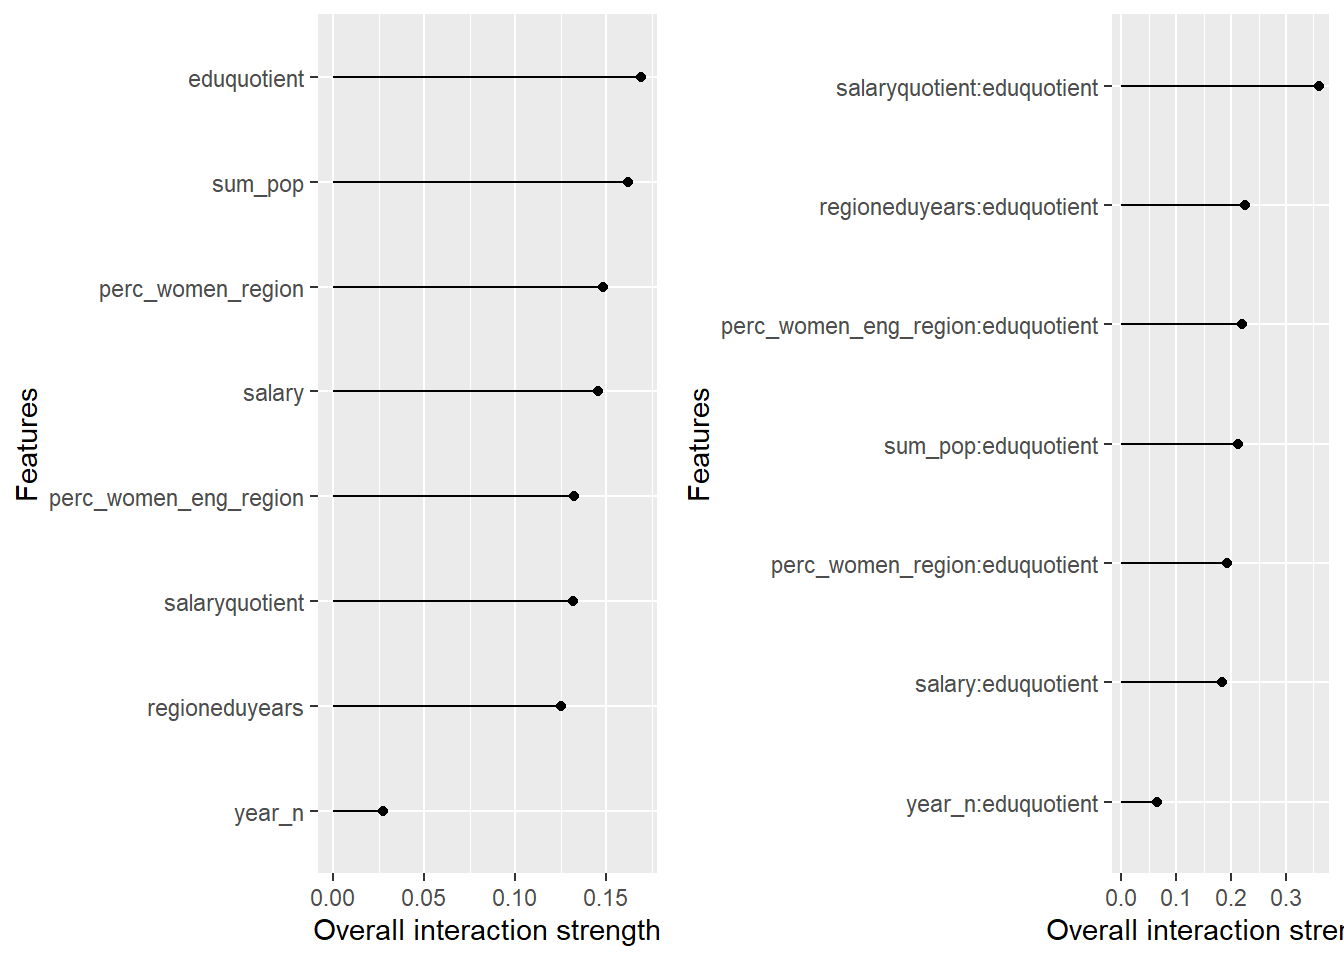 Features
eduquotient
sum_pop
perc_women_region
salary
perc_women_eng_region
salaryquotient
regioneduyears
year_n
0.00 0.05 0.10 0.15
Overall interaction strength
Features
salaryquotient:eduquotient
regioneduyears:eduquotient
perc_women_eng_region:eduquotient
sum_pop:eduquotient
perc_women_region:eduquotient
salary:eduquotient
year_n:eduquotient
0.0 0.1 0.2 0.3
Overall interaction stren